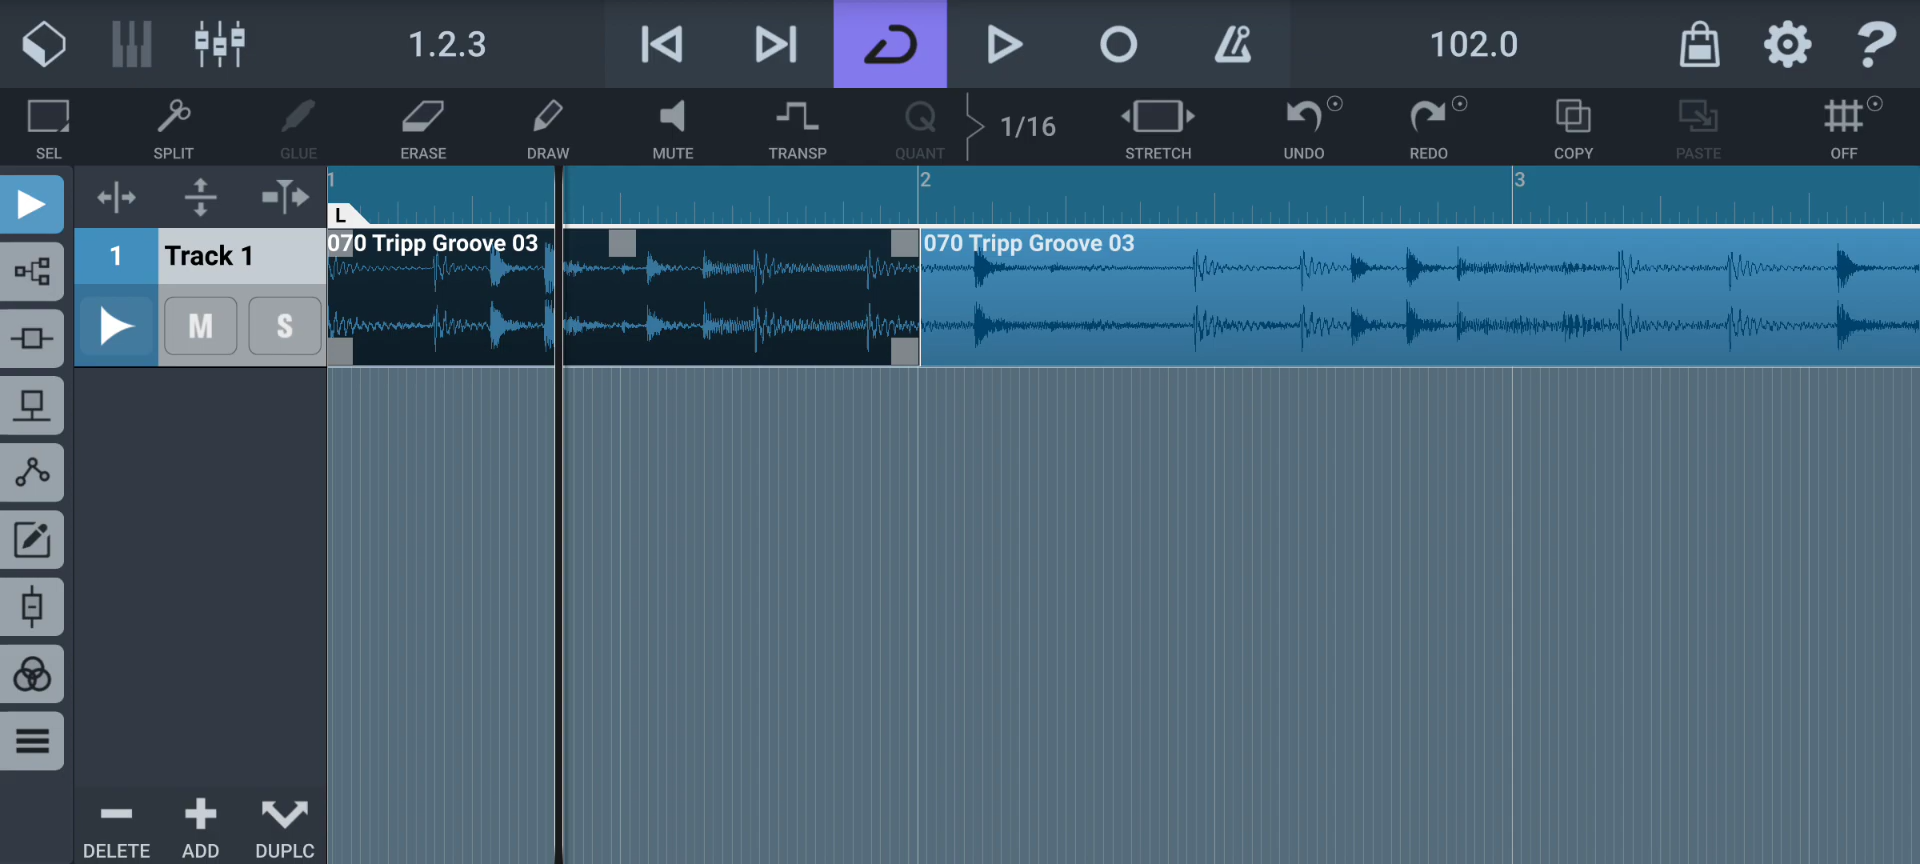 1.2.3
102.0
SEL
SPLIT
GLUE
ERASE
DRAW
MUTE
TRANSP
QUANT
1/16
STRETCH
UNDO
REDO
COPY
PASTE
OFF
1
2
3
L
1
Track 1
M
S
070 Tripp Groove 03
070 Tripp Groove 03
DELETE
ADD
DUPLC